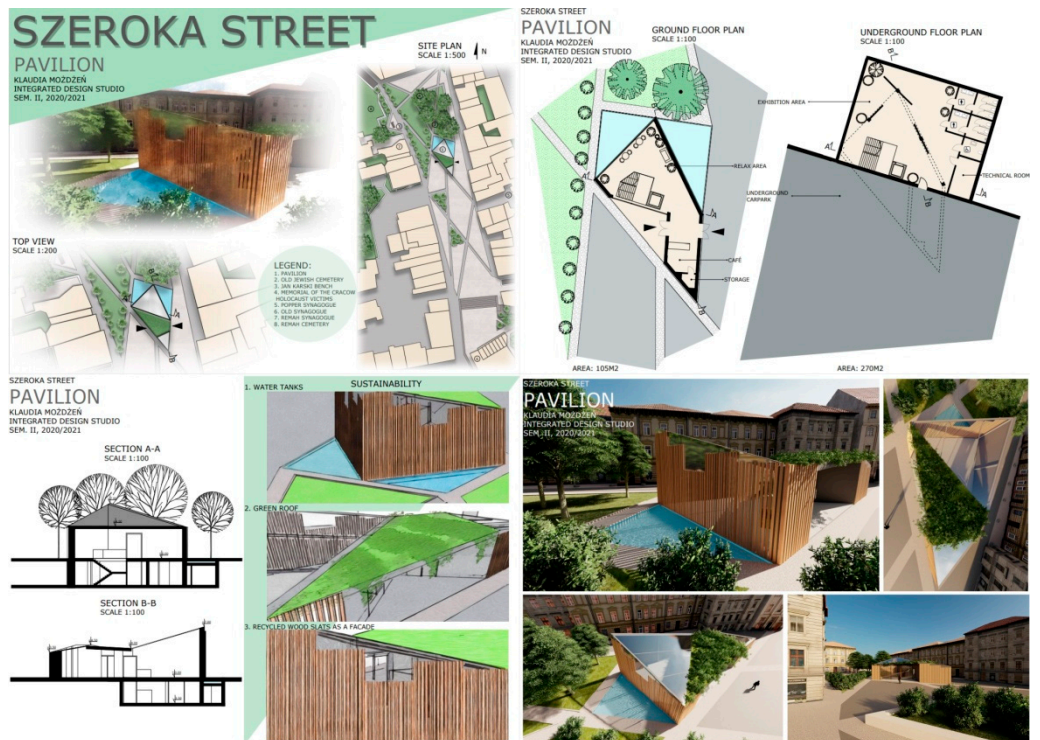 SZEROKA STREET
PAVILION
KLAUDIA MOŻDŻEŃ
INTEGRATED DESIGN STUDIO
SEM. II, 2020/2021
SITE PLAN
SCALE 1:500
N
TOP VIEW
SCALE 1:200
B
A
B
LEGEND:
1. PAVILION
2. OLD JEWISH CEMETERY
3. JAN KARSKI BENCH
4. MEMORIAL OF THE CRACOW
HOLOCAUST VICTIMS
5. POPPER SYNAGOGUE
6. OLD SYNAGOGUE
7. REMAH SYNAGOGUE
8. REMAH CEMETERY
SZEROKA STREET
PAVILION
KLAUDIA MOŻDŻEŃ
INTEGRATED DESIGN STUDIO
SEM. II, 2020/2021
GROUND FLOOR PLAN
SCALE 1:100
B
A
RELAX AREA
A
CAFÉ
STORAGE
B
AREA: 105M2
UNDERGROUND FLOOR PLAN
SCALE 1:100
B
EXHIBITION AREA
A
TECHNICAL ROOM
UNDERGROUND
CARPARK
A
B
AREA: 270M2
SZEROKA STREET
PAVILION
KLAUDIA MOŻDŻEŃ
INTEGRATED DESIGN STUDIO
SEM. II, 2020/2021
SECTION A-A
SCALE 1:100
SECTION B-B
SCALE 1:100
SUSTAINABILITY
1. WATER TANKS
2. GREEN ROOF
3. RECYCLED WOOD SLATS AS A FACADE
SZEROKA STREET
PAVILION
KLAUDIA MOŻDŻEŃ
INTEGRATED DESIGN STUDIO
SEM. II, 2020/2021